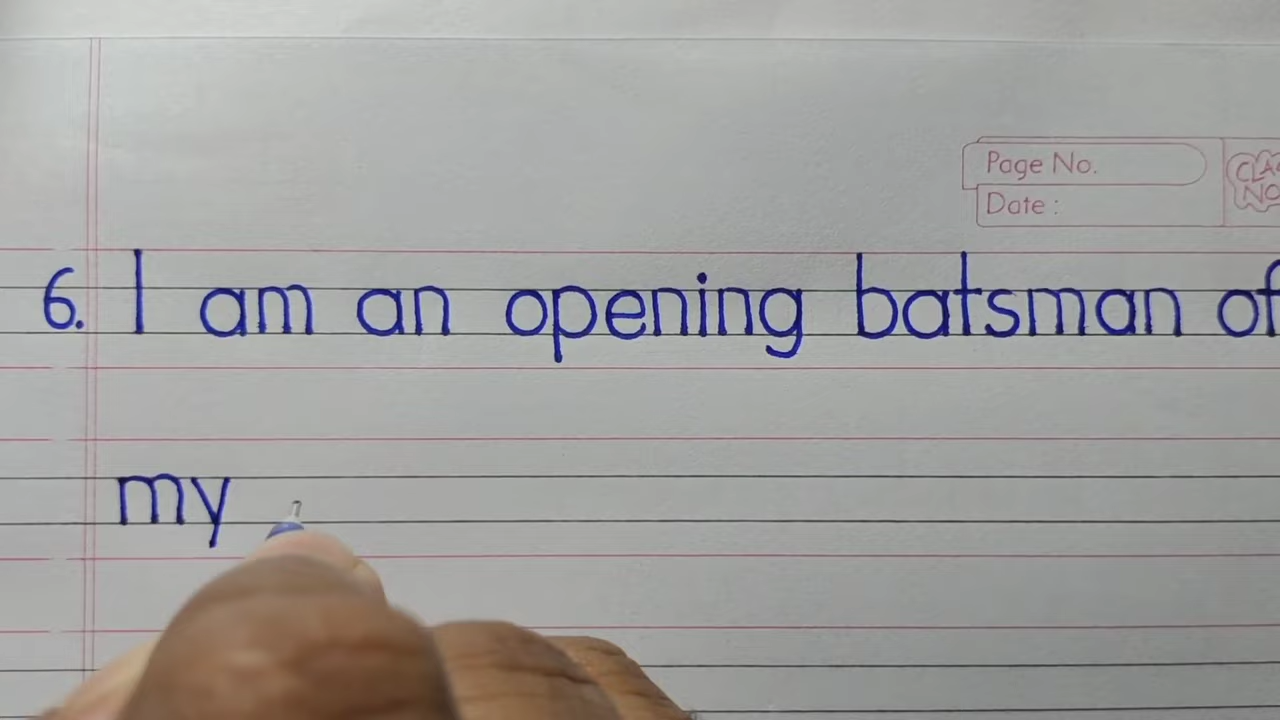 Page No.
Date :
6. I am an opening batsman of
my